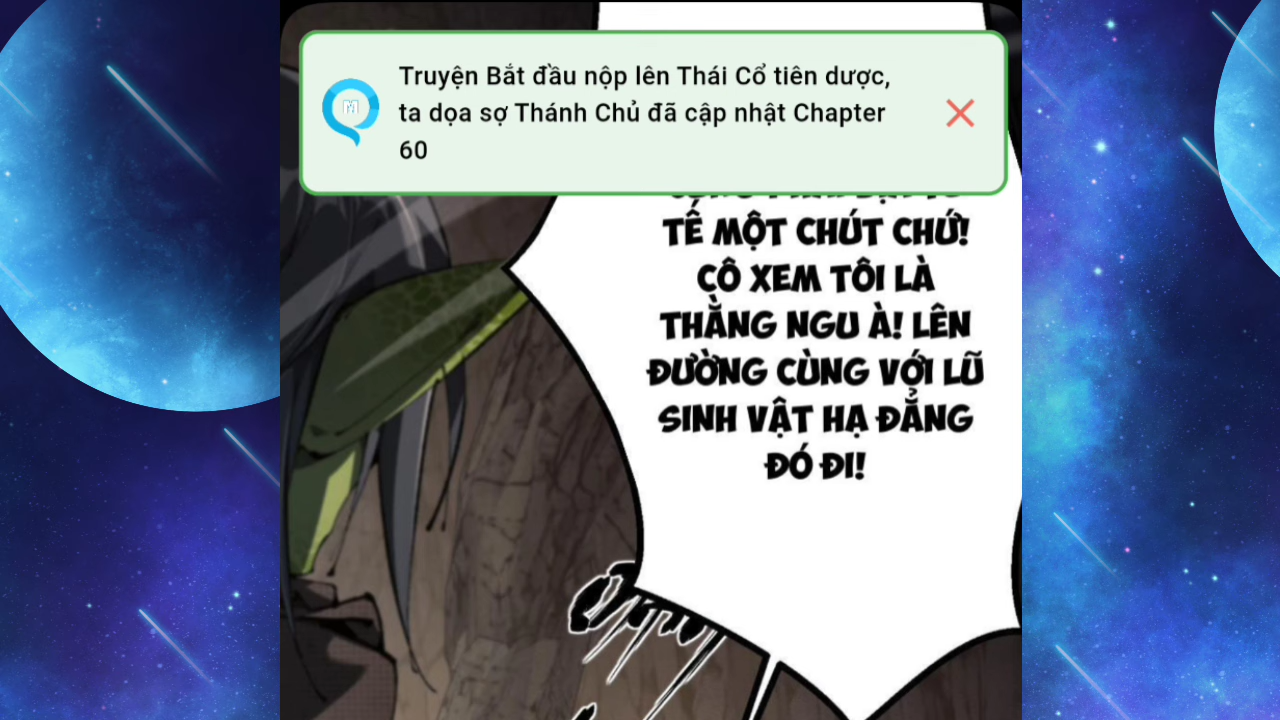 Truyện Bắt đầu nộp lên Thái Cổ tiên dược,
ta dọa sợ Thánh Chủ đã cập nhật Chapter
60
TẾ MỘT CHÚT CHỨ!
CÔ XEM TÔI LÀ
THẰNG NGU À! LÊN
ĐƯỜNG CÙNG VỚI LŨ
SINH VẬT HẠ ĐẲNG
ĐÓ ĐI!